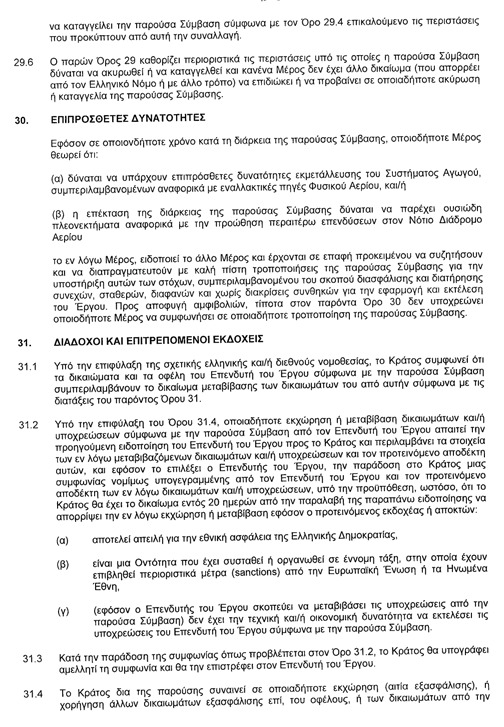 να καταγγείλει την παρούσα Σύμβαση σύμφωνα με τον Όρο 29.4 επικαλούμενο τις περιστάσεις
που προκύπτουν από αυτή την συναλλαγή.
29.6 Ο παρών Όρος 29 καθορίζει περιοριστικά τις περιστάσεις υπό τις οποίες η παρούσα Σύμβαση
δύναται να ακυρωθεί ή να καταγγελθεί και κανένα Μέρος δεν έχει άλλο δικαίωμα (που απορρέει
από τον Ελληνικό Νόμο ή με άλλο τρόπο) να επιδιώκει ή να προβαίνει σε οποιαδήποτε ακύρωση
ή καταγγελία της παρούσας Σύμβασης.
30. ΕΠΙΠΡΟΣΘΕΤΕΣ ΔΥΝΑΤΟΤΗΤΕΣ
Εφόσον σε οποιονδήποτε χρόνο κατά τη διάρκεια της παρούσας Σύμβασης, οποιοδήποτε Μέρος
θεωρεί ότι:
(α) δύναται να υπάρχουν επιπρόσθετες δυνατότητες εκμετάλλευσης του Συστήματος Αγωγού,
συμπεριλαμβανομένων αναφορικά με εναλλακτικές πηγές Φυσικού Αερίου, και/ή
(β) η επέκταση της διάρκειας της παρούσας Σύμβασης δύναται να παρέχει ουσιώδη
πλεονεκτήματα αναφορικά με την προώθηση περαιτέρω επενδύσεων στον Νότιο Διάδρομο
Αερίου
το εν λόγω Μέρος, ειδοποιεί το άλλο Μέρος και έρχονται σε επαφή προκειμένου να συζητήσουν
και να διαπραγματευτούν με καλή πίστη τροποποιήσεις της παρούσας Σύμβασης για την
υποστήριξη αυτών των στόχων, συμπεριλαμβανομένου του σκοπού διασφάλισης και διατήρησης
συνεχών, σταθερών, διαφανών και χωρίς διακρίσεις συνθηκών για την εφαρμογή και εκτέλεση
του Έργου. Προς αποφυγή αμφιβολιών, τίποτα στον παρόντα Όρο 30 δεν υποχρεώνει
οποιοδήποτε Μέρος να συμφωνήσει σε οποιαδήποτε τροποποίηση της παρούσας Σύμβασης.
31. ΔΙΑΔΟΧΟΙ ΚΑΙ ΕΠΙΤΡΕΠΟΜΕΝΟΙ ΕΚΔΟΧΕΙΣ
31.1 Υπό την επιφύλαξη της σχετικής ελληνικής και/ή διεθνούς νομοθεσίας, το Κράτος συμφωνεί ότι
τα δικαιώματα και τα οφέλη του Επενδυτή του Έργου σύμφωνα με την παρούσα Σύμβαση
συμπεριλαμβάνουν το δικαίωμα μεταβίβασης των δικαιωμάτων του από αυτήν σύμφωνα με τις
διατάξεις του παρόντος Όρου 31.
31.2 Υπό την επιφύλαξη του Όρου 31.4, οποιαδήποτε εκχώρηση ή μεταβίβαση δικαιωμάτων και/ή
υποχρεώσεων σύμφωνα με την παρούσα Σύμβαση από τον Επενδυτή του Έργου απαιτεί την
προηγούμενη ειδοποίηση του Επενδυτή του Έργου προς το Κράτος και περιλαμβάνει τα στοιχεία
των εν λόγω μεταβιβαζόμενων δικαιωμάτων και/ή υποχρεώσεων και τον προτεινόμενο αποδέκτη
αυτών, και εφόσον το επιλέξει ο Επενδυτής του Έργου, την παράδοση στο Κράτος μιας
συμφωνίας νομίμως υπογεγραμμένης από τον Επενδυτή του Έργου και τον προτεινόμενο
αποδέκτη των εν λόγω δικαιωμάτων και/ή υποχρεώσεων, υπό την προϋπόθεση, ωστόσο, ότι το
Κράτος θα έχει το δικαίωμα εντός 20 ημερών από την παραλαβή της παραπάνω ειδοποίησης να
απορρίψει την εν λόγω εκχώρηση ή μεταβίβαση εφόσον ο προτεινόμενος εκδοχέας ή αποκτών:
(α) αποτελεί απειλή για την εθνική ασφάλεια της Ελληνικής Δημοκρατίας,
(β) είναι μια Οντότητα που έχει συσταθεί ή οργανωθεί σε έννομη τάξη, στην οποία έχουν
επιβληθεί περιοριστικά μέτρα (sanctions) από την Ευρωπαϊκή Ένωση ή τα Ηνωμένα
Έθνη,
(γ) (εφόσον ο Επενδυτής του Έργου σκοπεύει να μεταβιβάσει τις υποχρεώσεις από την
παρούσα Σύμβαση) δεν έχει την τεχνική και/ή οικονομική δυνατότητα να εκτελέσει τις
υποχρεώσεις του Επενδυτή του Έργου σύμφωνα με την παρούσα Σύμβαση.
31.3 Κατά την παράδοση της συμφωνίας όπως προβλέπεται στον Όρο 31.2, το Κράτος θα υπογράφει
αμελλητί τη συμφωνία και θα την επιστρέφει στον Επενδυτή του Έργου.
31.4 Το Κράτος δια της παρούσης συναινεί σε οποιαδήποτε εκχώρηση (αιτία εξασφάλισης), ή
χορήγηση άλλων δικαιωμάτων εξασφάλισης επί, του οφέλους, ή των δικαιωμάτων από την